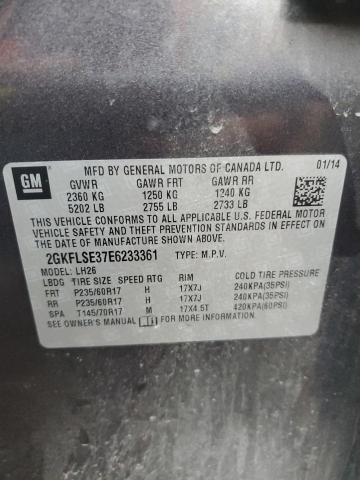 GM
MFD BY GENERAL MOTORS OF CANADA LTD. 01/14
GVWR GAWR FRT GAWR RR
2360 KG 1250 KG 1240 KG
5202 LB 2755 LB 2733 LB
THIS VEHICLE CONFORMS TO ALL APPLICABLE U.S. FEDERAL MOTOR
VEHICLE SAFETY AND THEFT PREVENTION STANDARDS IN EFFECT ON
THE DATE OF MANUFACTURE SHOWN ABOVE.
2GKFLSE37E6233361 TYPE: M.P.V.
MODEL: LH26
LBDG TIRE SIZE SPEED RTG RIM COLD TIRE PRESSURE
FRT P235/60R17 H 17X7J 240KPA(35PSI)
RR P235/60R17 H 17X7J 240KPA(35PSI)
SPA T145/70R17 M 17X4.5T 420KPA(60PSI)
SEE OWNER'S MANUAL FOR MORE INFORMATION.